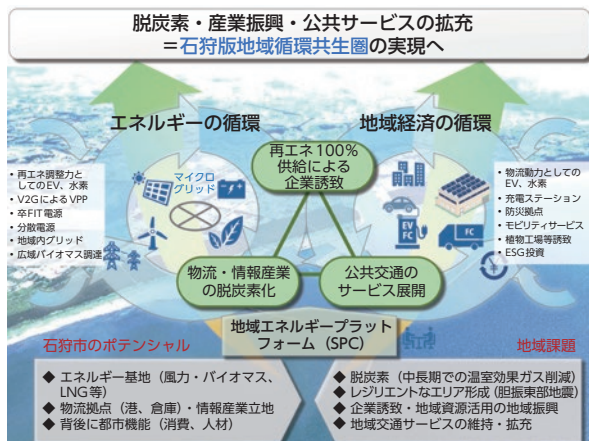 脱炭素・産業振興・公共サービスの拡充
＝石狩版地域循環共生圏の実現へ
エネルギーの循環
地域経済の循環
再エネ100%
供給による
企業誘致
・再エネ調整力と
してのEV、水素
・V2GによるVPP
・卒FIT電源
・分散電源
・地域内グリッド
・広域バイオマス調達
マイクロ
グリッド
EV
FC
FC
・物流動力としての
EV、水素
・充電ステーション
・防災拠点
・モビリティサービス
・植物工場等誘致
・ESG投資
物流・情報産業
の脱炭素化
公共交通の
サービス展開
地域エネルギープラット
フォーム（SPC）
石狩市のポテンシャル
◆ エネルギー基地（風力・バイオマス、
LNG等）
◆ 物流拠点（港、倉庫）・情報産業立地
◆ 背後に都市機能（消費、人材）
地域課題
◆ 脱炭素（中長期での温室効果ガス削減）
◆ レジリエントなエリア形成（胆振東部地震）
◆ 企業誘致・地域資源活用の地域振興
◆ 地域交通サービスの維持・拡充